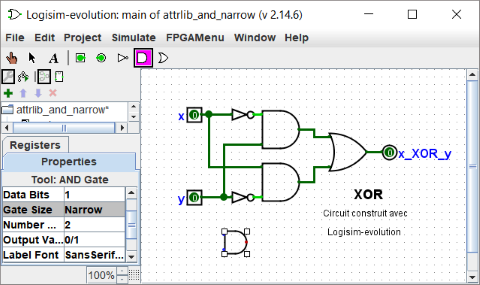 Logisim-evolution: main of attrlib_and_narrow (v 2.14.6)
File Edit Project Simulate FPGAMenu Window Help
A
attrlib_and_narrow*
Registers
Properties
Tool: AND Gate
Data Bits 1
Gate Size Narrow
Number ... 2
Output Va... 0/1
Label Font SansSerif...
100%
x 0
y 0
0 x_XOR_y
XOR
Circuit construit avec
Logisim-evolution